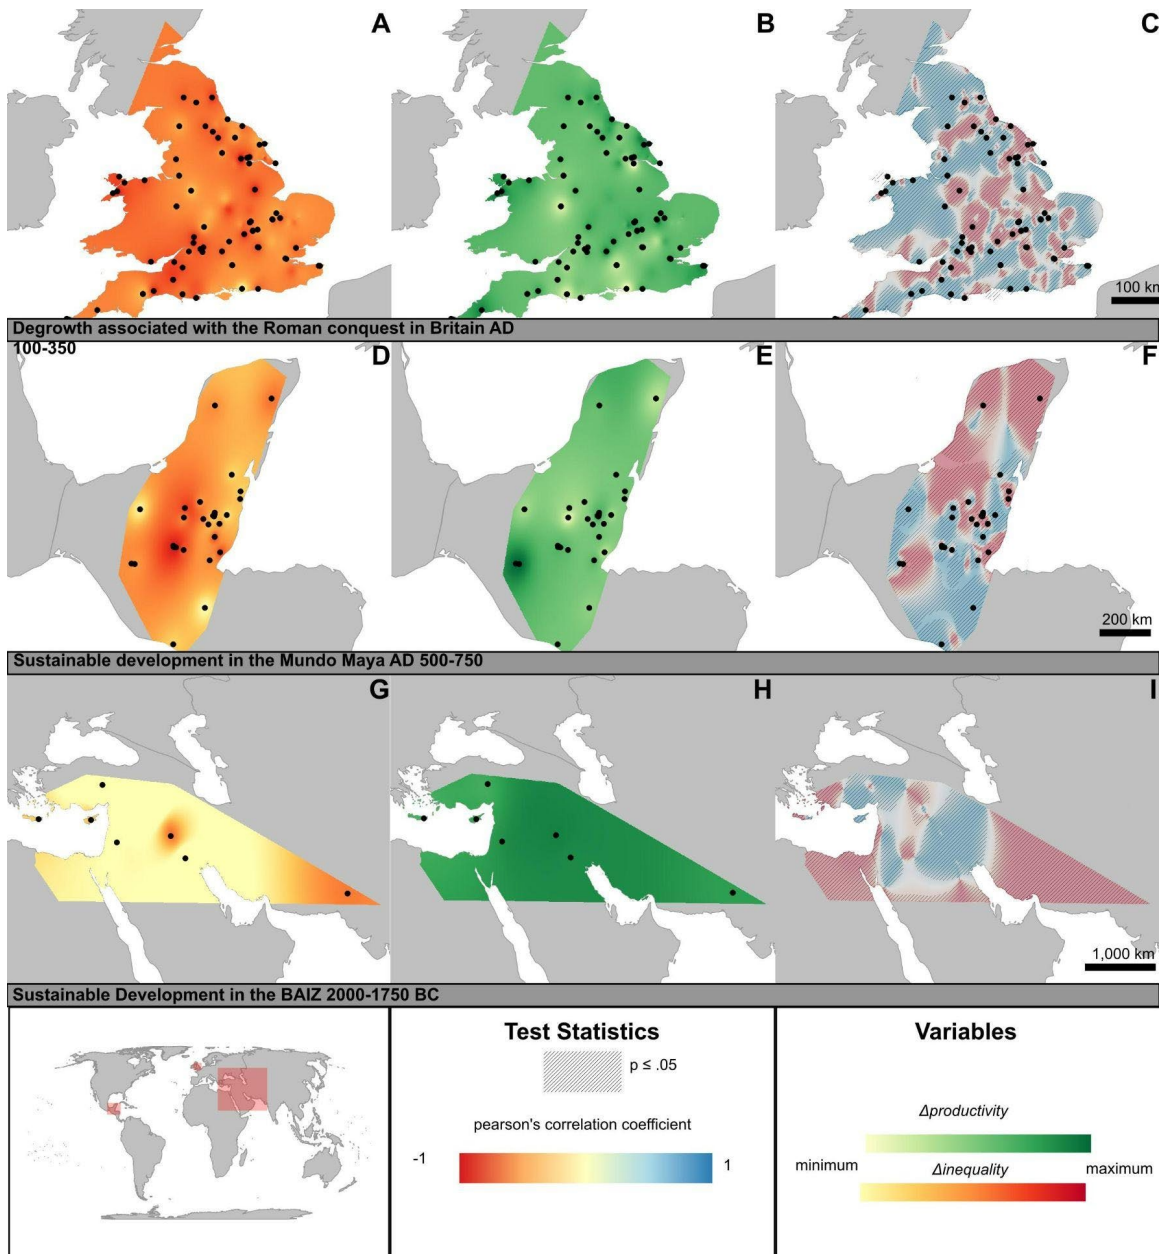 A
B
C
100 km
Degrowth associated with the Roman conquest in Britain AD
100-350
D
E
F
200 km
Sustainable development in the Mundo Maya AD 500-750
G
H
I
1,000 km
Sustainable Development in the BAIZ 2000-1750 BC
Test Statistics
p ≤ .05
pearson's correlation coefficient
-1
1
Variables
Δproductivity
minimum
maximum
Δinequality